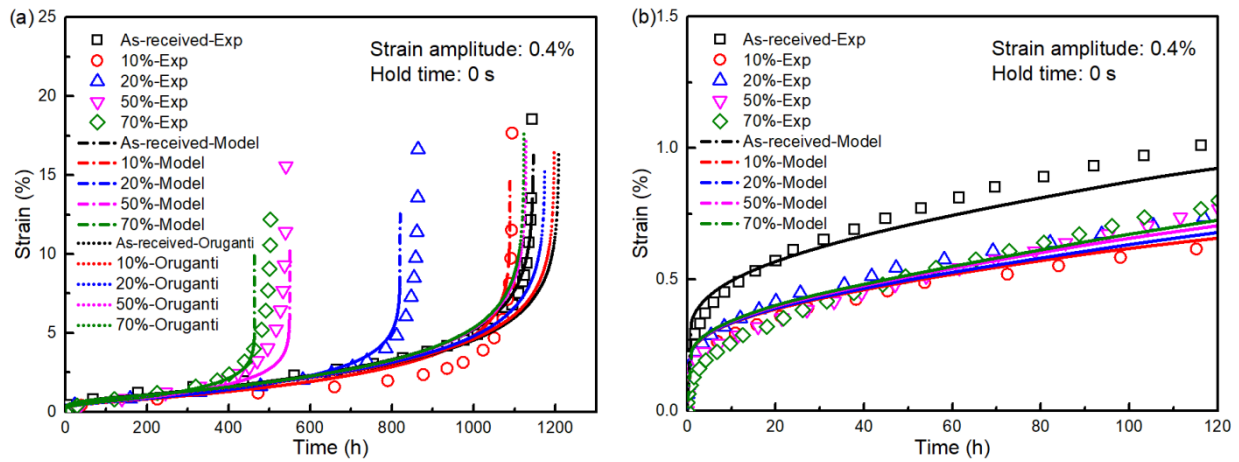 (a)
25
20
15
10
5
0
Strain (%)
As-received-Exp
10%-Exp
20%-Exp
50%-Exp
70%-Exp
As-received-Model
10%-Model
20%-Model
50%-Model
70%-Model
As-received-Oruganti
10%-Oruganti
20%-Oruganti
50%-Oruganti
70%-Oruganti
Strain amplitude: 0.4%
Hold time: 0 s
0 200 400 600 800 1000 1200
Time (h)
(b)
1.5
1.0
0.5
0.0
Strain (%)
As-received-Exp
10%-Exp
20%-Exp
50%-Exp
70%-Exp
As-received-Model
10%-Model
20%-Model
50%-Model
70%-Model
Strain amplitude: 0.4%
Hold time: 0 s
0 20 40 60 80 100 120
Time (h)